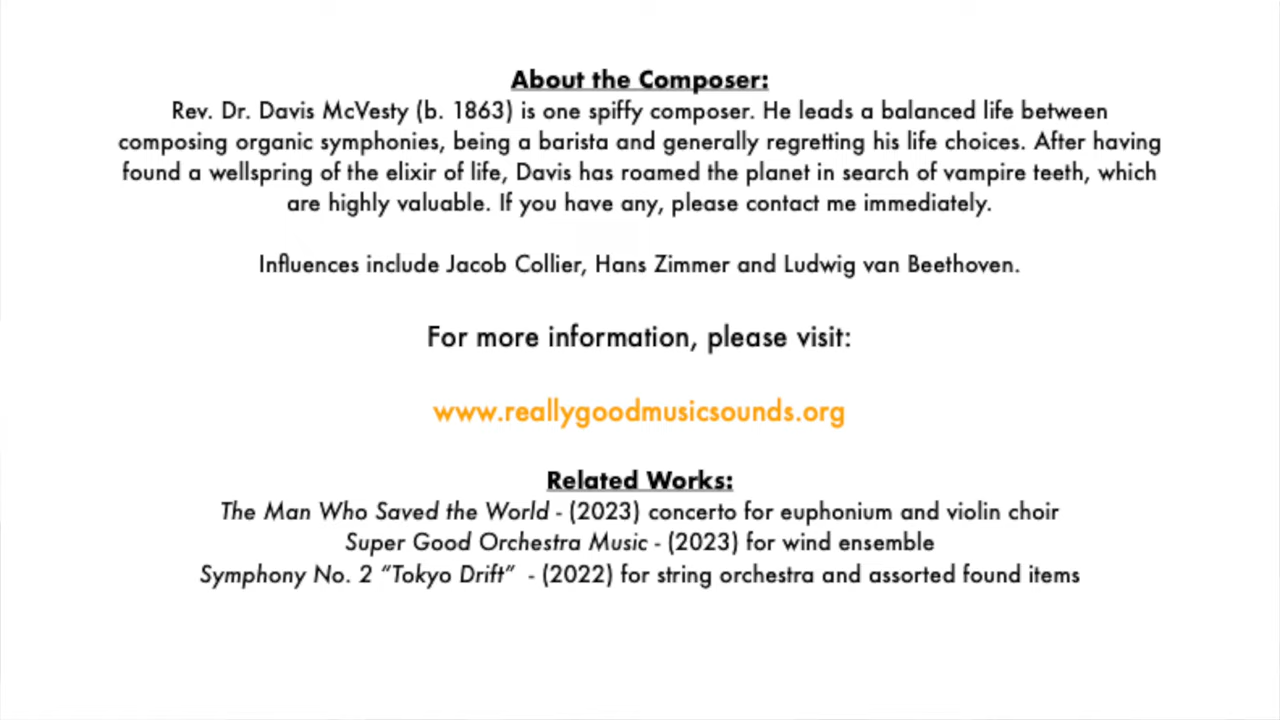 About the Composer:
Rev. Dr. Davis McVesty (b. 1863) is one spiffy composer. He leads a balanced life between
composing organic symphonies, being a barista and generally regretting his life choices. After having
found a wellspring of the elixir of life, Davis has roamed the planet in search of vampire teeth, which
are highly valuable. If you have any, please contact me immediately.
Influences include Jacob Collier, Hans Zimmer and Ludwig van Beethoven.
For more information, please visit:
www.reallygoodmusicsounds.org
Related Works:
The Man Who Saved the World - (2023) concerto for euphonium and violin choir
Super Good Orchestra Music - (2023) for wind ensemble
Symphony No. 2 “Tokyo Drift” - (2022) for string orchestra and assorted found items